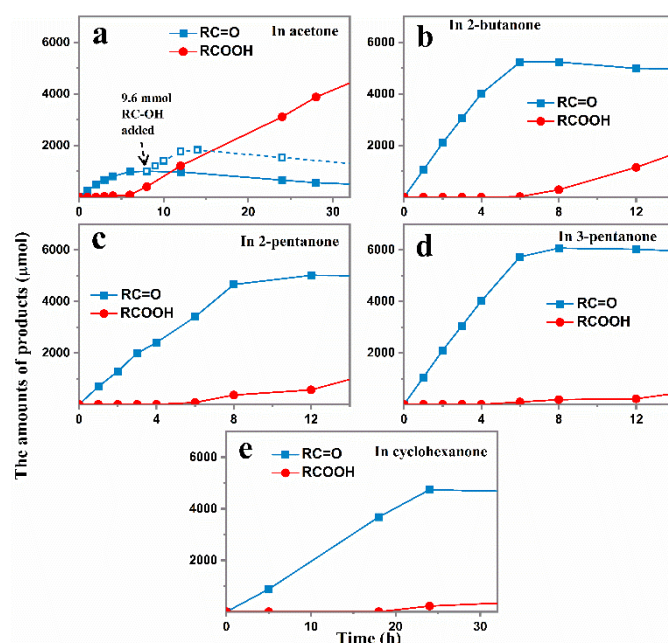 The amounts of products (μmol)
a
In acetone
RC=O
RCOOH
9.6 mmol
RC-OH
added
6000
4000
2000
0
0 10 20 30
b
In 2-butanone
RC=O
RCOOH
6000
4000
2000
0
0 4 8 12
c
In 2-pentanone
RC=O
RCOOH
6000
4000
2000
0 4 8 12
d
In 3-pentanone
RC=O
RCOOH
6000
4000
2000
0 4 8 12
e
In cyclohexanone
RC=O
RCOOH
6000
4000
2000
0 10 20 30
Time (h)